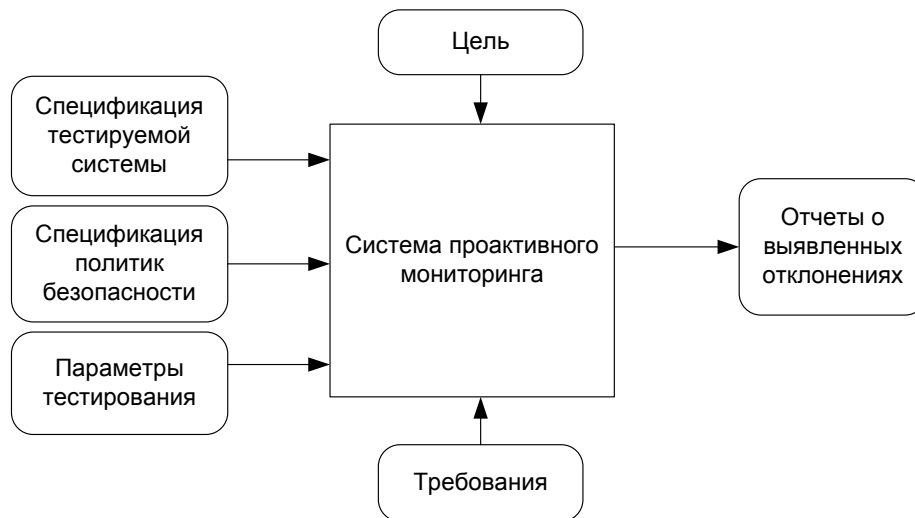 Цель
Спецификация
тестируемой
системы
Спецификация
политик
безопасности
Параметры
тестирования
Система проактивного
мониторинга
Отчеты о
выявленных
отклонениях
Требования